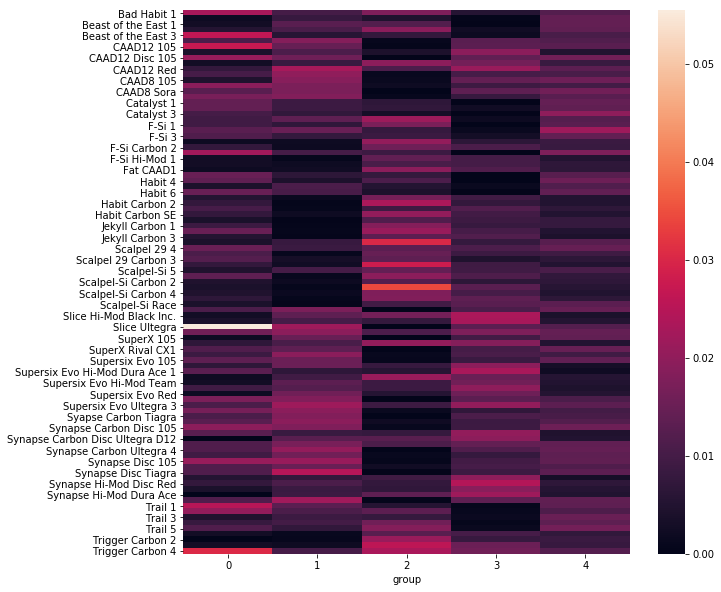 Bad Habit 1
Beast of the East 1
Beast of the East 3
CAAD12 105
CAAD12 Disc 105
CAAD12 Red
CAAD8 105
CAAD8 Sora
Catalyst 1
Catalyst 3
F-Si 1
F-Si 3
F-Si Carbon 2
F-Si Hi-Mod 1
Fat CAAD1
Habit 4
Habit 6
Habit Carbon 2
Habit Carbon SE
Jekyll Carbon 1
Jekyll Carbon 3
Scalpel 29 4
Scalpel 29 Carbon 3
Scalpel-Si 5
Scalpel-Si Carbon 2
Scalpel-Si Carbon 4
Scalpel-Si Race
Slice Hi-Mod Black Inc.
Slice Ultegra
SuperX 105
SuperX Rival CX1
Supersix Evo 105
Supersix Evo Hi-Mod Dura Ace 1
Supersix Evo Hi-Mod Team
Supersix Evo Red
Supersix Evo Ultegra 3
Syapse Carbon Tiagra
Synapse Carbon Disc 105
Synapse Carbon Disc Ultegra D12
Synapse Carbon Ultegra 4
Synapse Disc 105
Synapse Disc Tiagra
Synapse Hi-Mod Disc Red
Synapse Hi-Mod Dura Ace
Trail 1
Trail 3
Trail 5
Trigger Carbon 2
Trigger Carbon 4
0 1 2 3 4
group
0.05
0.04
0.03
0.02
0.01
0.00